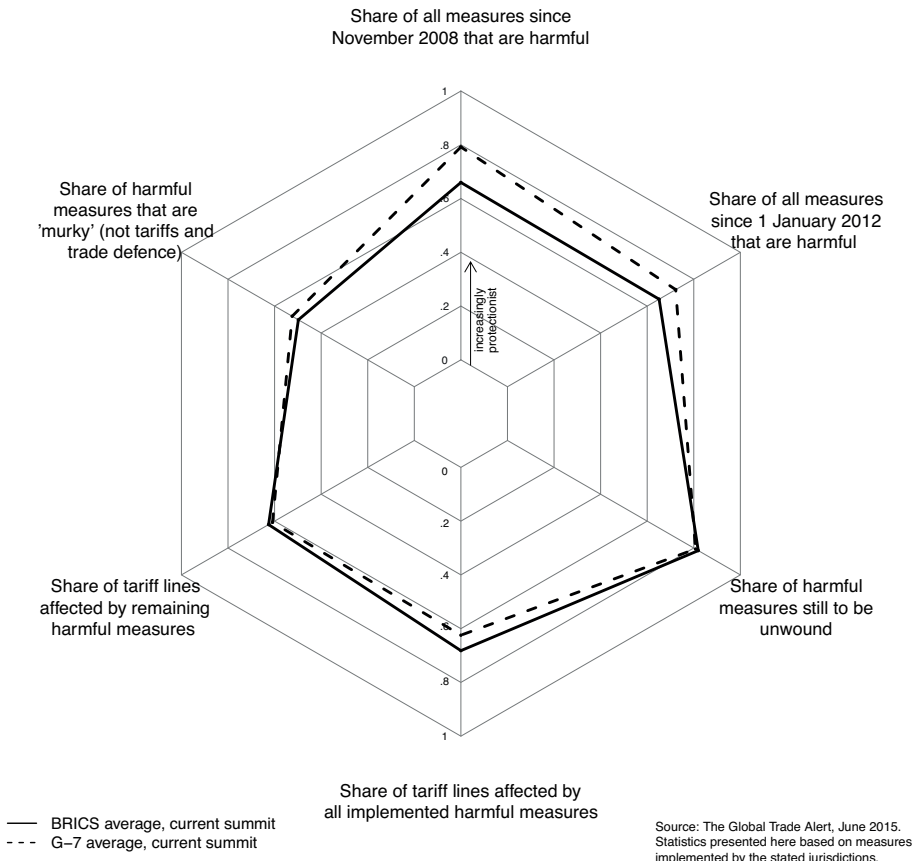 Share of all measures since
November 2008 that are harmful
1
.8
.6
.4
.2
0
increasingly
protectionist
Share of harmful
measures that are
'murky' (not tariffs and
trade defence)
Share of all measures
since 1 January 2012
that are harmful
0
.2
.4
.6
.8
1
Share of tariff lines
affected by remaining
harmful measures
Share of harmful
measures still to be
unwound
Share of tariff lines affected by
all implemented harmful measures
BRICS average, current summit
G−7 average, current summit
Source: The Global Trade Alert, June 2015.
Statistics presented here based on measures
implemented by the stated jurisdictions.